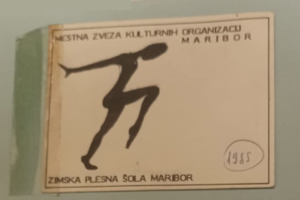 MESTNA ZVEZA KULTURNIH ORGANIZACIJ
MARIBOR
1985
ZIMSKA PLESNA ŠOLA MARIBOR